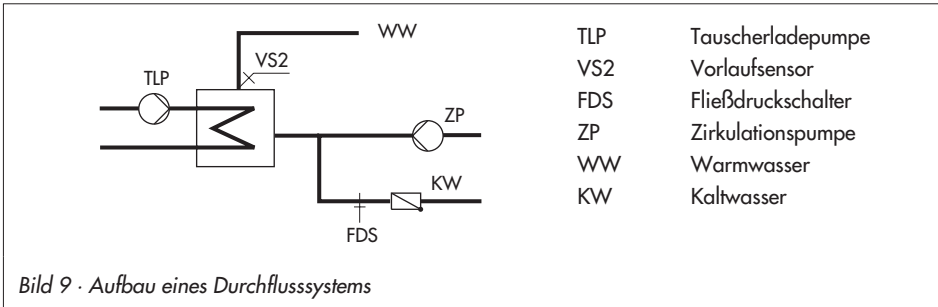 WW
VS2
TLP
ZP
KW
FDS
TLP Tauscherladepumpe
VS2 Vorlaufsensor
FDS Fließdruckschalter
ZP Zirkulationspumpe
WW Warmwasser
KW Kaltwasser
Bild 9 · Aufbau eines Durchflusssystems